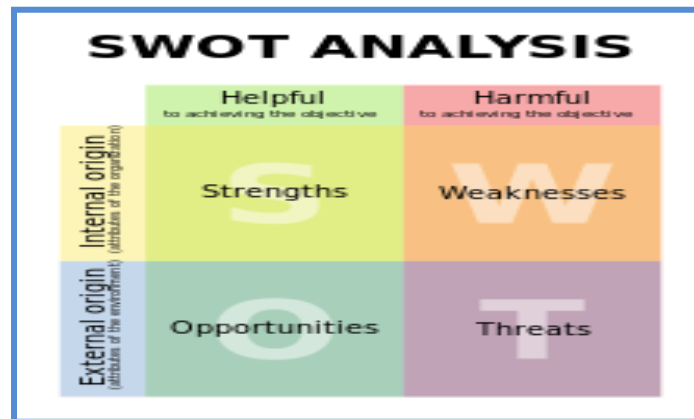 SWOT ANALYSIS
Helpful
to achieving the objective
Harmful
to achieving the objective
Internal origin
(attributes of the organization)
S
Strengths
W
Weaknesses
External origin
(attributes of the environment)
O
Opportunities
T
Threats